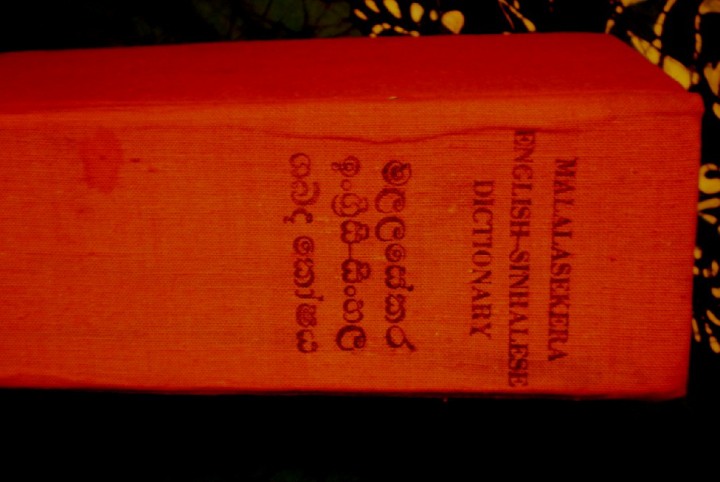 MALALASEKERA
ENGLISH-SINHALESE
DICTIONARY
මලලසේකර
ඉංග්‍රීසි-සිංහල
ශබ්ද කෝෂය